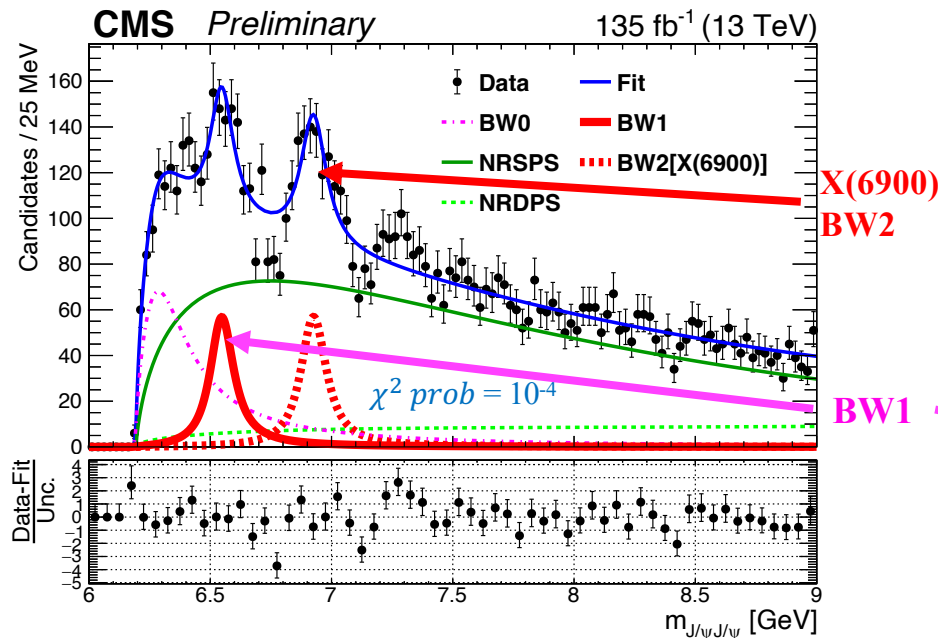 CMS Preliminary 135 fb⁻¹ (13 TeV)
Candidates / 25 MeV
160
140
120
100
80
60
40
20
0
Data
Fit
BW0
BW1
NRSPS
BW2[X(6900)]
NRDPS
X(6900)
BW2
χ² prob = 10⁻⁴
BW1
Data-Fit
Unc.
4
3
2
1
0
−1
−2
−3
−4
−5
6 6.5 7 7.5 8 8.5 9
m J/ψJ/ψ [GeV]